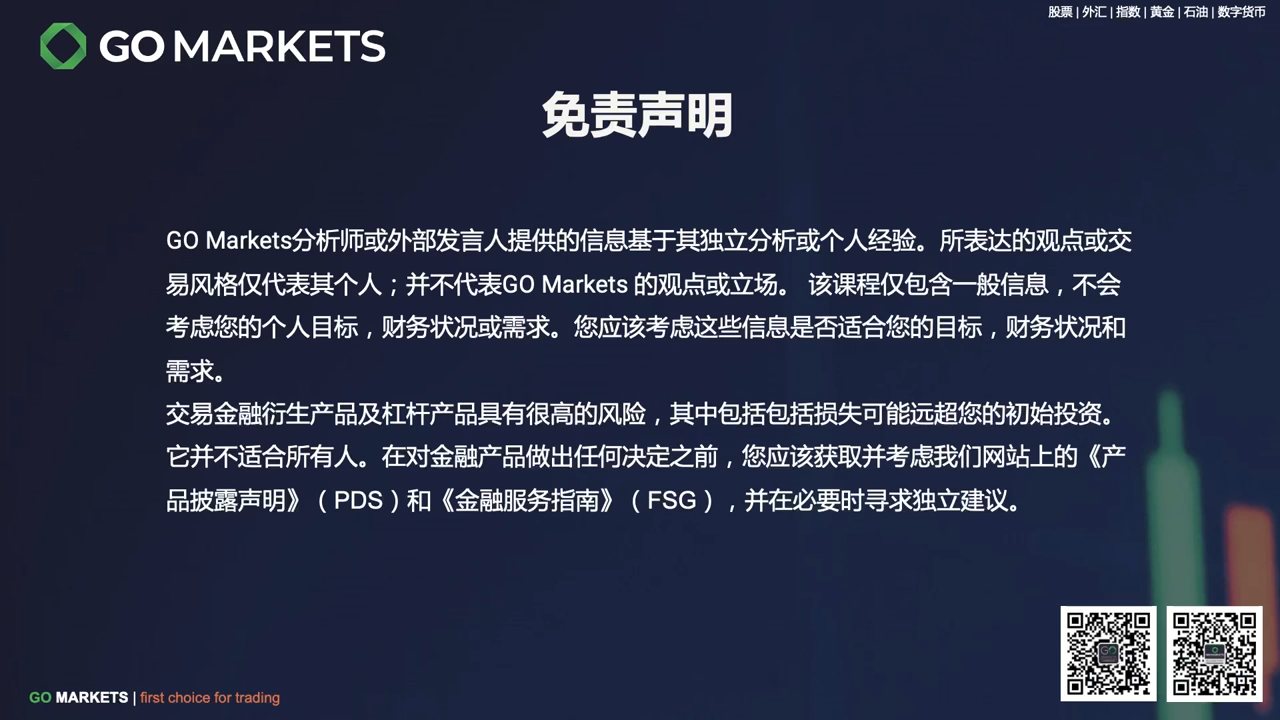 股票 | 外汇 | 指数 | 黄金 | 石油 | 数字货币
GO MARKETS
免责声明
GO Markets分析师或外部发言人提供的信息基于其独立分析或个人经验。所表达的观点或交
易风格仅代表其个人；并不代表GO Markets 的观点或立场。 该课程仅包含一般信息，不会
考虑您的个人目标，财务状况或需求。您应该考虑这些信息是否适合您的目标，财务状况和
需求。
交易金融衍生产品及杠杆产品具有很高的风险，其中包括包括损失可能远超您的初始投资。
它并不适合所有人。在对金融产品做出任何决定之前，您应该获取并考虑我们网站上的《产
品披露声明》（PDS）和《金融服务指南》（FSG），并在必要时寻求独立建议。
GO MARKETS | first choice for trading